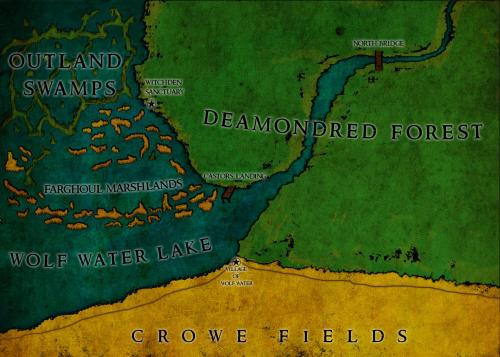 NORTH BRIDGE
OUTLAND
SWAMPS
WITCHDEN
SANCTUARY
DEAMONDRED FOREST
CASTORS LANDING
FARGHOUL MARSHLANDS
WOLF WATER LAKE
VILLAGE
OF
WOLF WATER
CROWE FIELDS